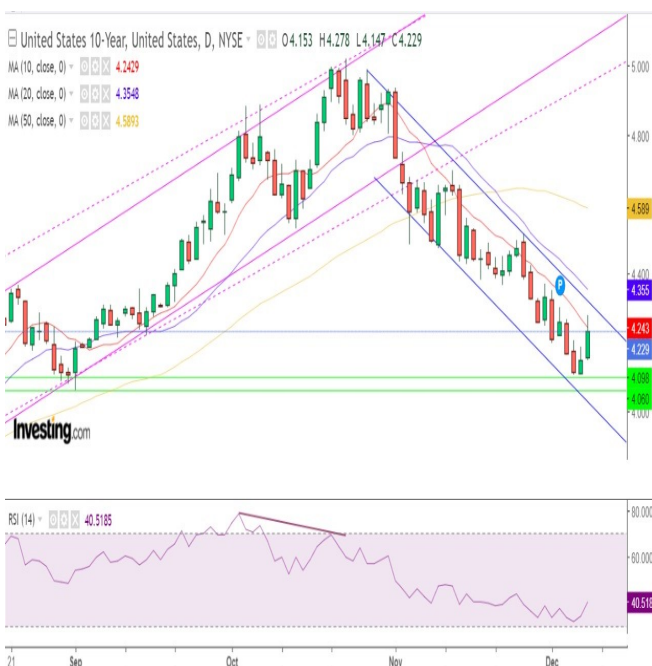 United States 10-Year, United States, D, NYSE O4.153 H4.278 L4.147 C4.229
MA (10, close, 0) 4.2429
MA (20, close, 0) 4.3548
MA (50, close, 0) 4.5893
5.000
4.800
4.589
4.400
4.355
4.243
4.229
4.098
4.060
4.000
P
Investing.com
RSI (14) 40.5185
80.000
60.000
40.518
21 Sep Oct Nov Dec